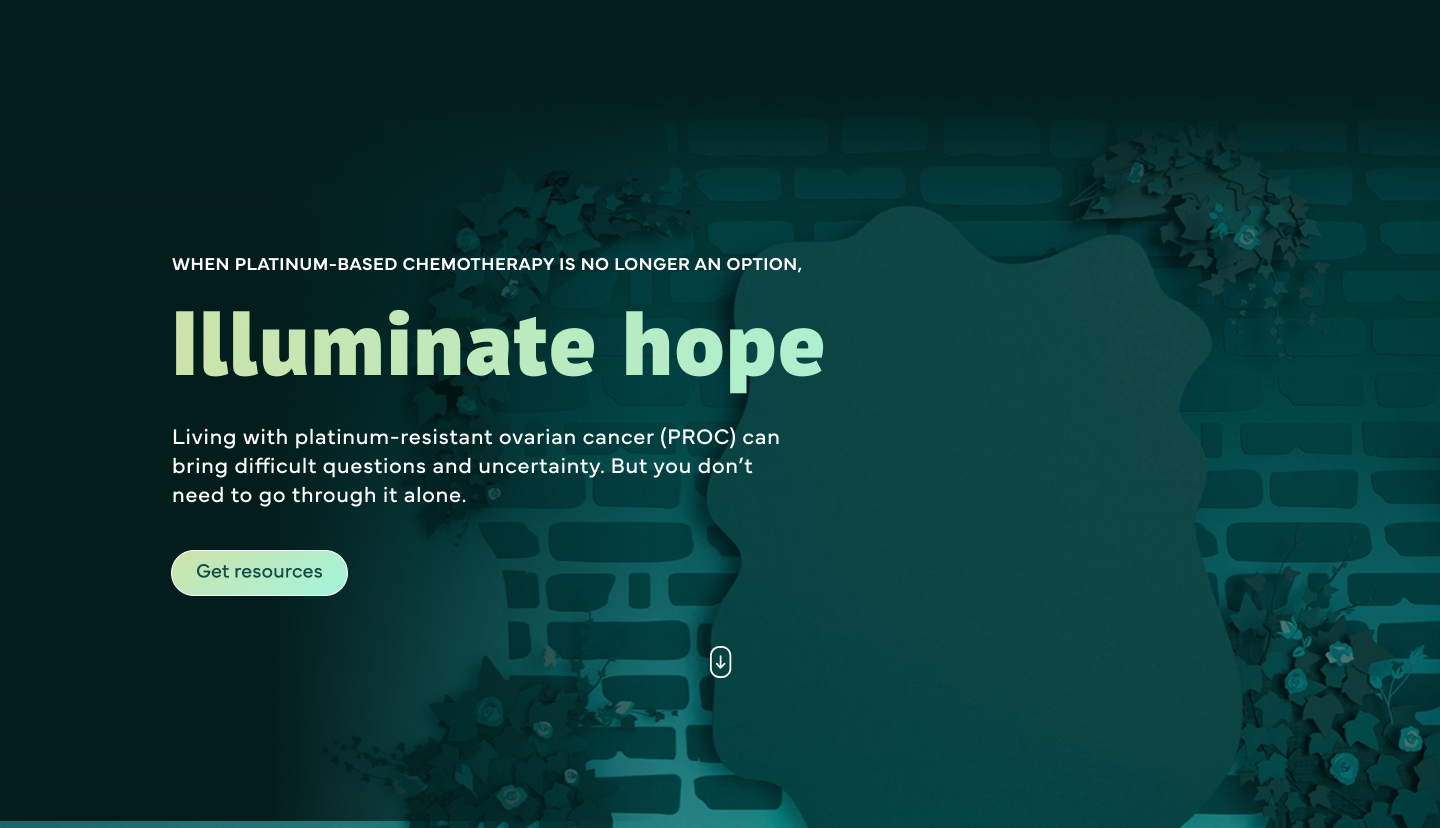 WHEN PLATINUM-BASED CHEMOTHERAPY IS NO LONGER AN OPTION,
Illuminate hope
Living with platinum-resistant ovarian cancer (PROC) can
bring difficult questions and uncertainty. But you don’t
need to go through it alone.
Get resources